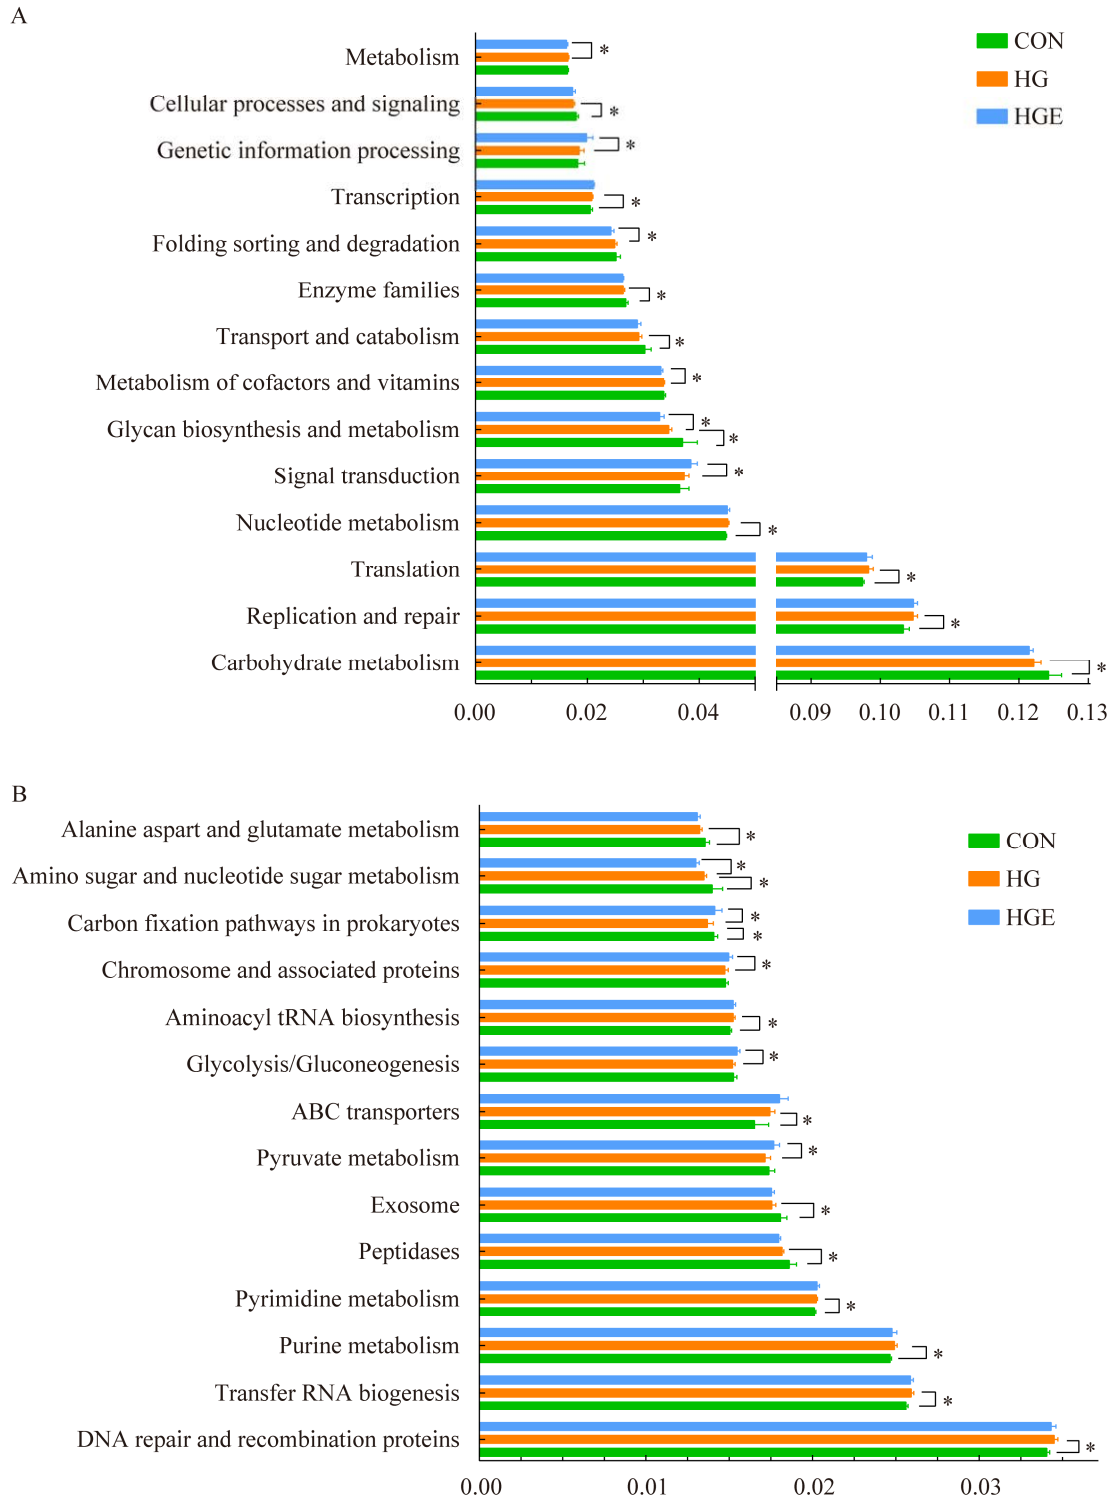 A
CON
HG
HGE
Metabolism *
Cellular processes and signaling *
Genetic information processing *
Transcription *
Folding sorting and degradation *
Enzyme families *
Transport and catabolism *
Metabolism of cofactors and vitamins *
Glycan biosynthesis and metabolism * *
Signal transduction *
Nucleotide metabolism *
Translation *
Replication and repair *
Carbohydrate metabolism *
0.00 0.02 0.04 0.09 0.10 0.11 0.12 0.13
B
CON
HG
HGE
Alanine aspart and glutamate metabolism *
Amino sugar and nucleotide sugar metabolism * *
Carbon fixation pathways in prokaryotes * *
Chromosome and associated proteins *
Aminoacyl tRNA biosynthesis *
Glycolysis/Gluconeogenesis *
ABC transporters *
Pyruvate metabolism *
Exosome *
Peptidases *
Pyrimidine metabolism *
Purine metabolism *
Transfer RNA biogenesis *
DNA repair and recombination proteins *
0.00 0.01 0.02 0.03